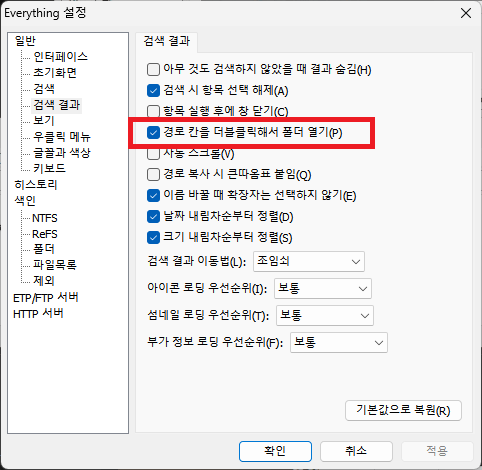 Everything 설정
일반
인터페이스
초기화면
검색
검색 결과
보기
우클릭 메뉴
글꼴과 색상
키보드
히스토리
색인
NTFS
ReFS
폴더
파일목록
제외
ETP/FTP 서버
HTTP 서버
검색 결과
아무 것도 검색하지 않았을 때 결과 숨김(H)
검색 시 항목 선택 해제(A)
항목 실행 후에 창 닫기(C)
경로 칸을 더블클릭해서 폴더 열기(P)
자동 스크롤(V)
경로 복사 시 큰따옴표 붙임(Q)
이름 바꿀 때 확장자는 선택하지 않기(E)
날짜 내림차순부터 정렬(D)
크기 내림차순부터 정렬(S)
검색 결과 이동법(L): 조임쇠
아이콘 로딩 우선순위(I): 보통
섬네일 로딩 우선순위(T): 보통
부가 정보 로딩 우선순위(F): 보통
기본값으로 복원(R)
확인 취소 적용